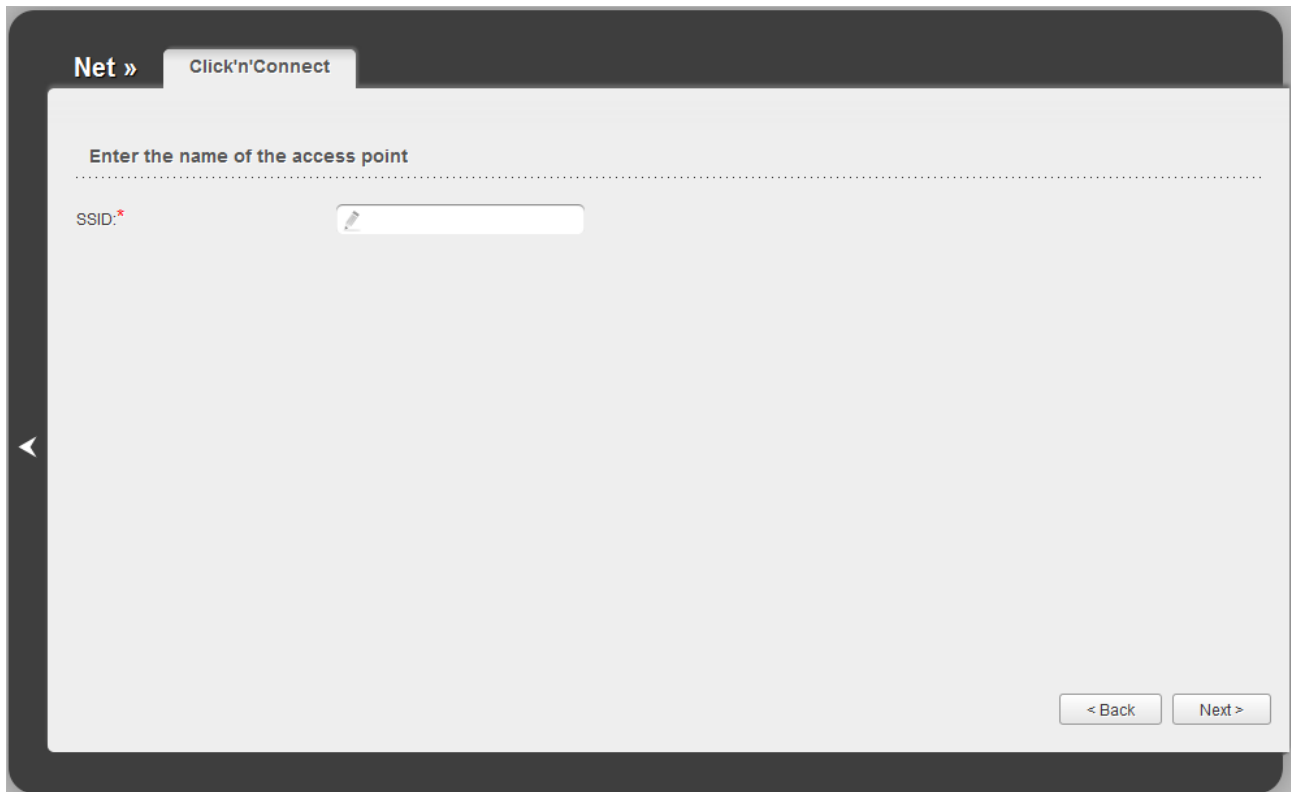 Net »
Click'n'Connect
Enter the name of the access point
SSID:*
< Back
Next >